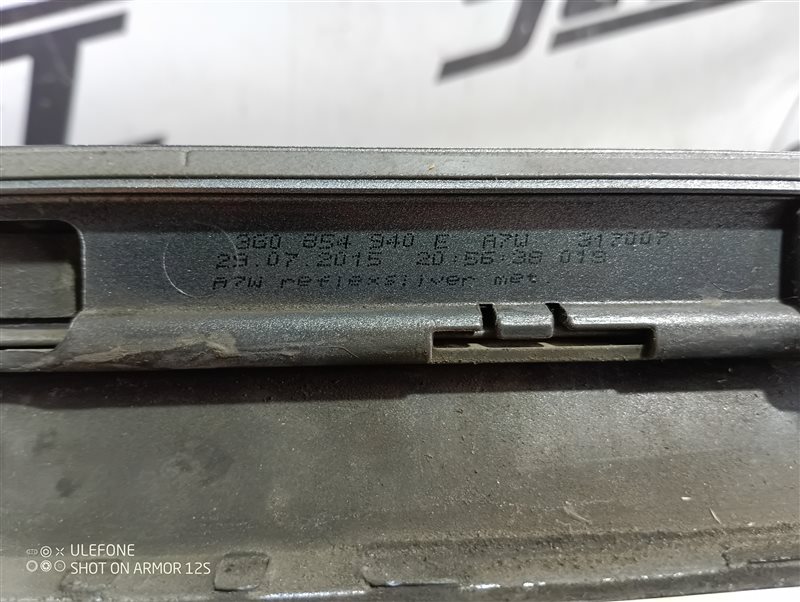 3G0 854 940 E A7W 317007
29.07.2015 20:56:38 019
A7W reflexsilver met
ULEFONE
SHOT ON ARMOR 12S